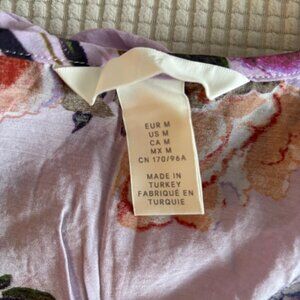 EUR M
US M
CA M
MX M
CN 170/96A
MADE IN
TURKEY
FABRIQUÉ EN
TURQUIE